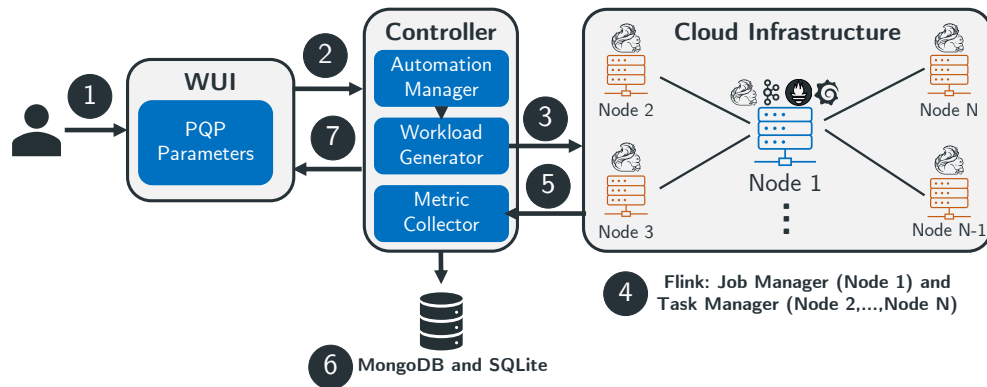 1
WUI
PQP
Parameters
2
7
Controller
Automation
Manager
Workload
Generator
Metric
Collector
3
5
Cloud Infrastructure
Node 2
Node 3
Node 1
Node N
Node N-1
4
Flink: Job Manager (Node 1) and
Task Manager (Node 2,...,Node N)
6
MongoDB and SQLite